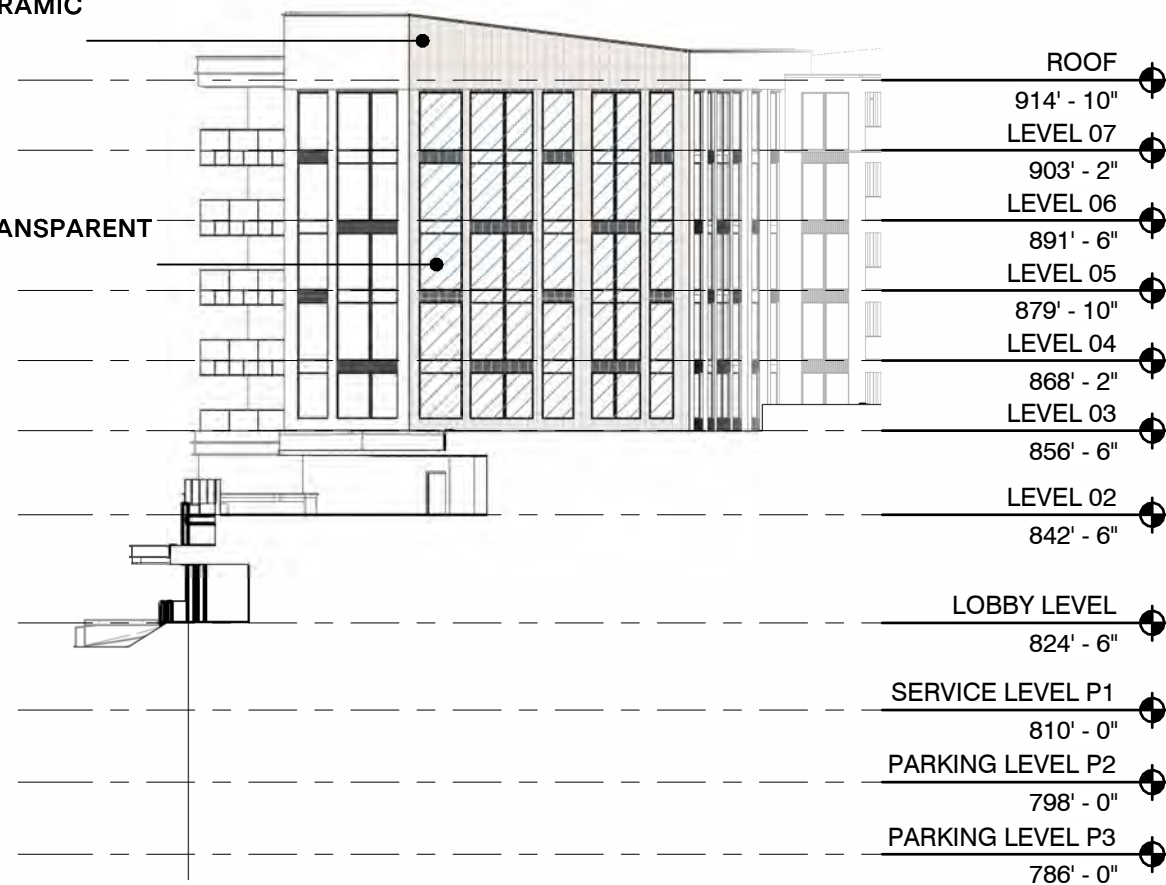 RAMIC
ROOF
914' - 10"
LEVEL 07
903' - 2"
ANSPARENT
LEVEL 06
891' - 6"
LEVEL 05
879' - 10"
LEVEL 04
868' - 2"
LEVEL 03
856' - 6"
LEVEL 02
842' - 6"
LOBBY LEVEL
824' - 6"
SERVICE LEVEL P1
810' - 0"
PARKING LEVEL P2
798' - 0"
PARKING LEVEL P3
786' - 0"